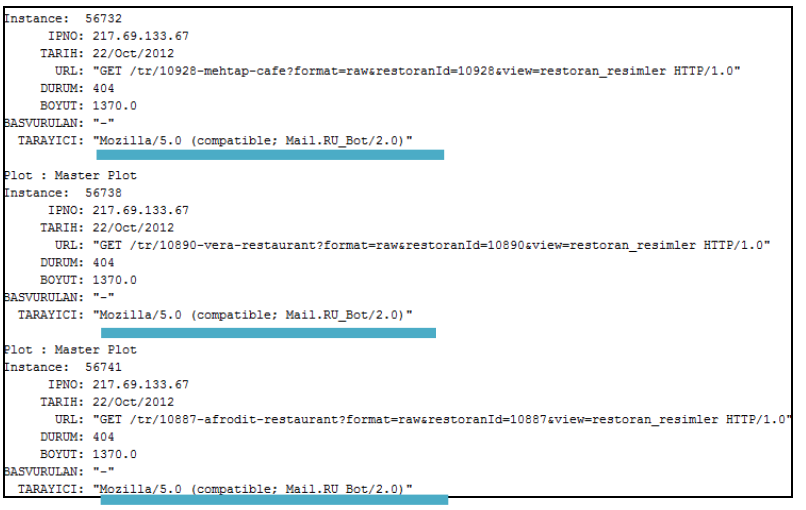 Instance: 56732
IPNO: 217.69.133.67
TARIH: 22/Oct/2012
URL: "GET /tr/10928-mehtap-cafe?format=raw&restoranId=10928&view=restoran_resimler HTTP/1.0"
DURUM: 404
BOYUT: 1370.0
BASVURULAN: "-"
TARAYICI: "Mozilla/5.0 (compatible; Mail.RU_Bot/2.0)"
Plot : Master Plot
Instance: 56738
IPNO: 217.69.133.67
TARIH: 22/Oct/2012
URL: "GET /tr/10890-vera-restaurant?format=raw&restoranId=10890&view=restoran_resimler HTTP/1.0"
DURUM: 404
BOYUT: 1370.0
BASVURULAN: "-"
TARAYICI: "Mozilla/5.0 (compatible; Mail.RU_Bot/2.0)"
Plot : Master Plot
Instance: 56741
IPNO: 217.69.133.67
TARIH: 22/Oct/2012
URL: "GET /tr/10887-afrodit-restaurant?format=raw&restoranId=10887&view=restoran_resimler HTTP/1.0"
DURUM: 404
BOYUT: 1370.0
BASVURULAN: "-"
TARAYICI: "Mozilla/5.0 (compatible; Mail.RU Bot/2.0)"